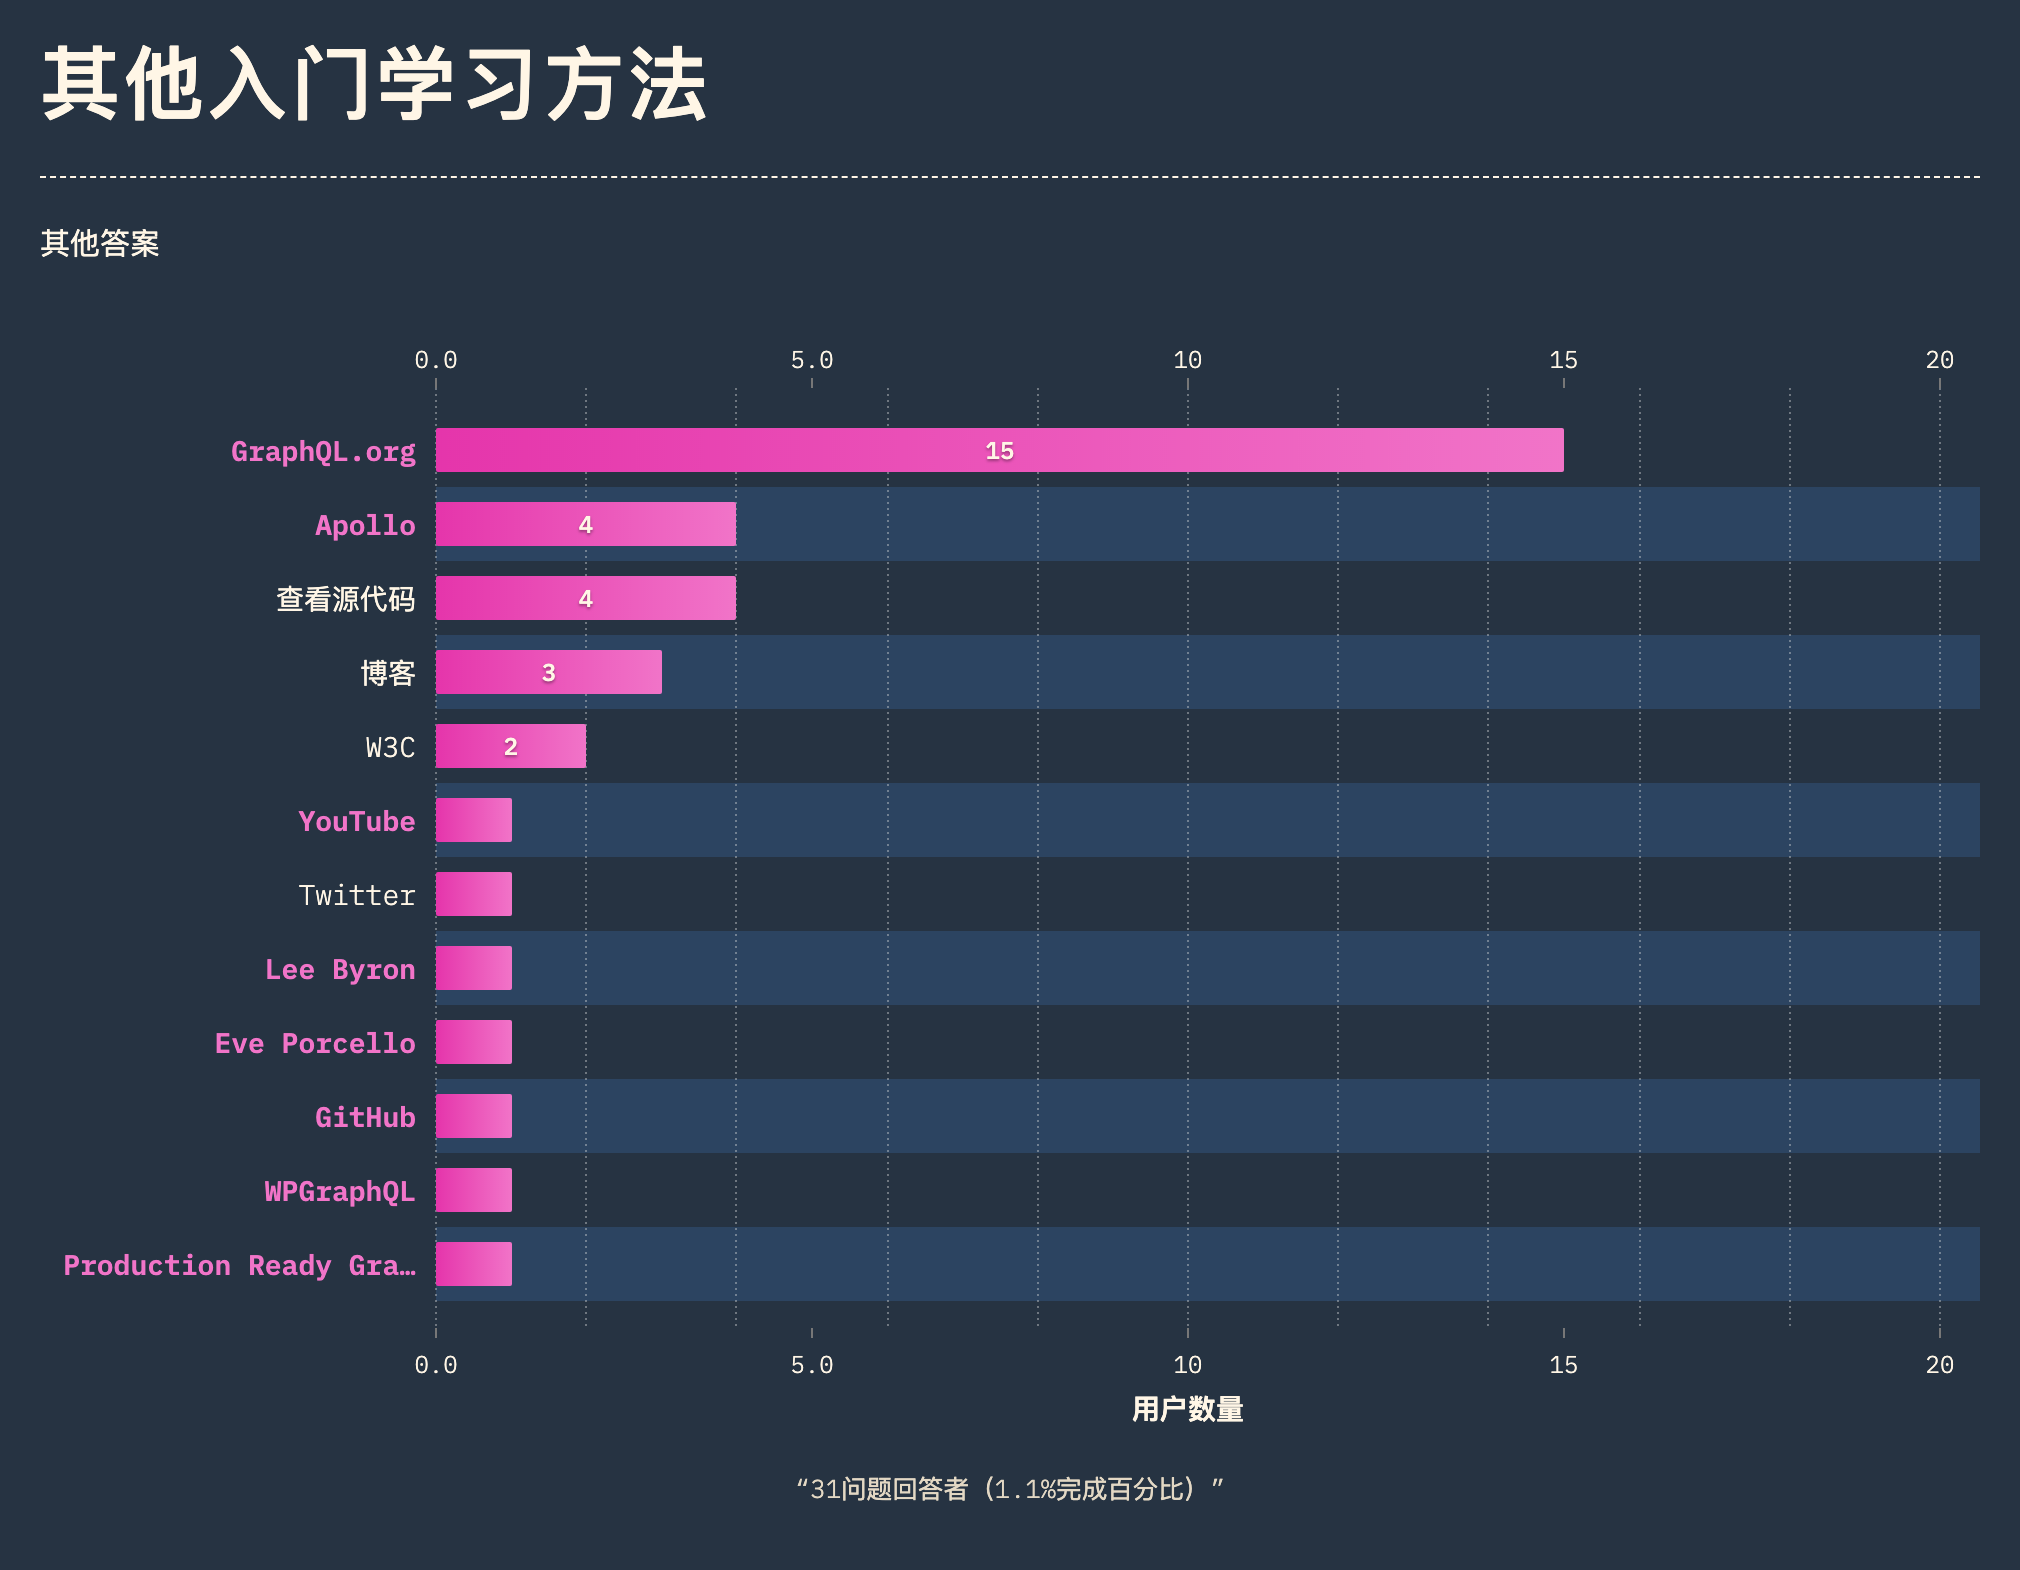 其他入门学习方法
其他答案
0.0 5.0 10 15 20
GraphQL.org 15
Apollo 4
查看源代码 4
博客 3
W3C 2
YouTube
Twitter
Lee Byron
Eve Porcello
GitHub
WPGraphQL
Production Ready Gra…
0.0 5.0 10 15 20
用户数量
“31问题回答者（1.1%完成百分比）”